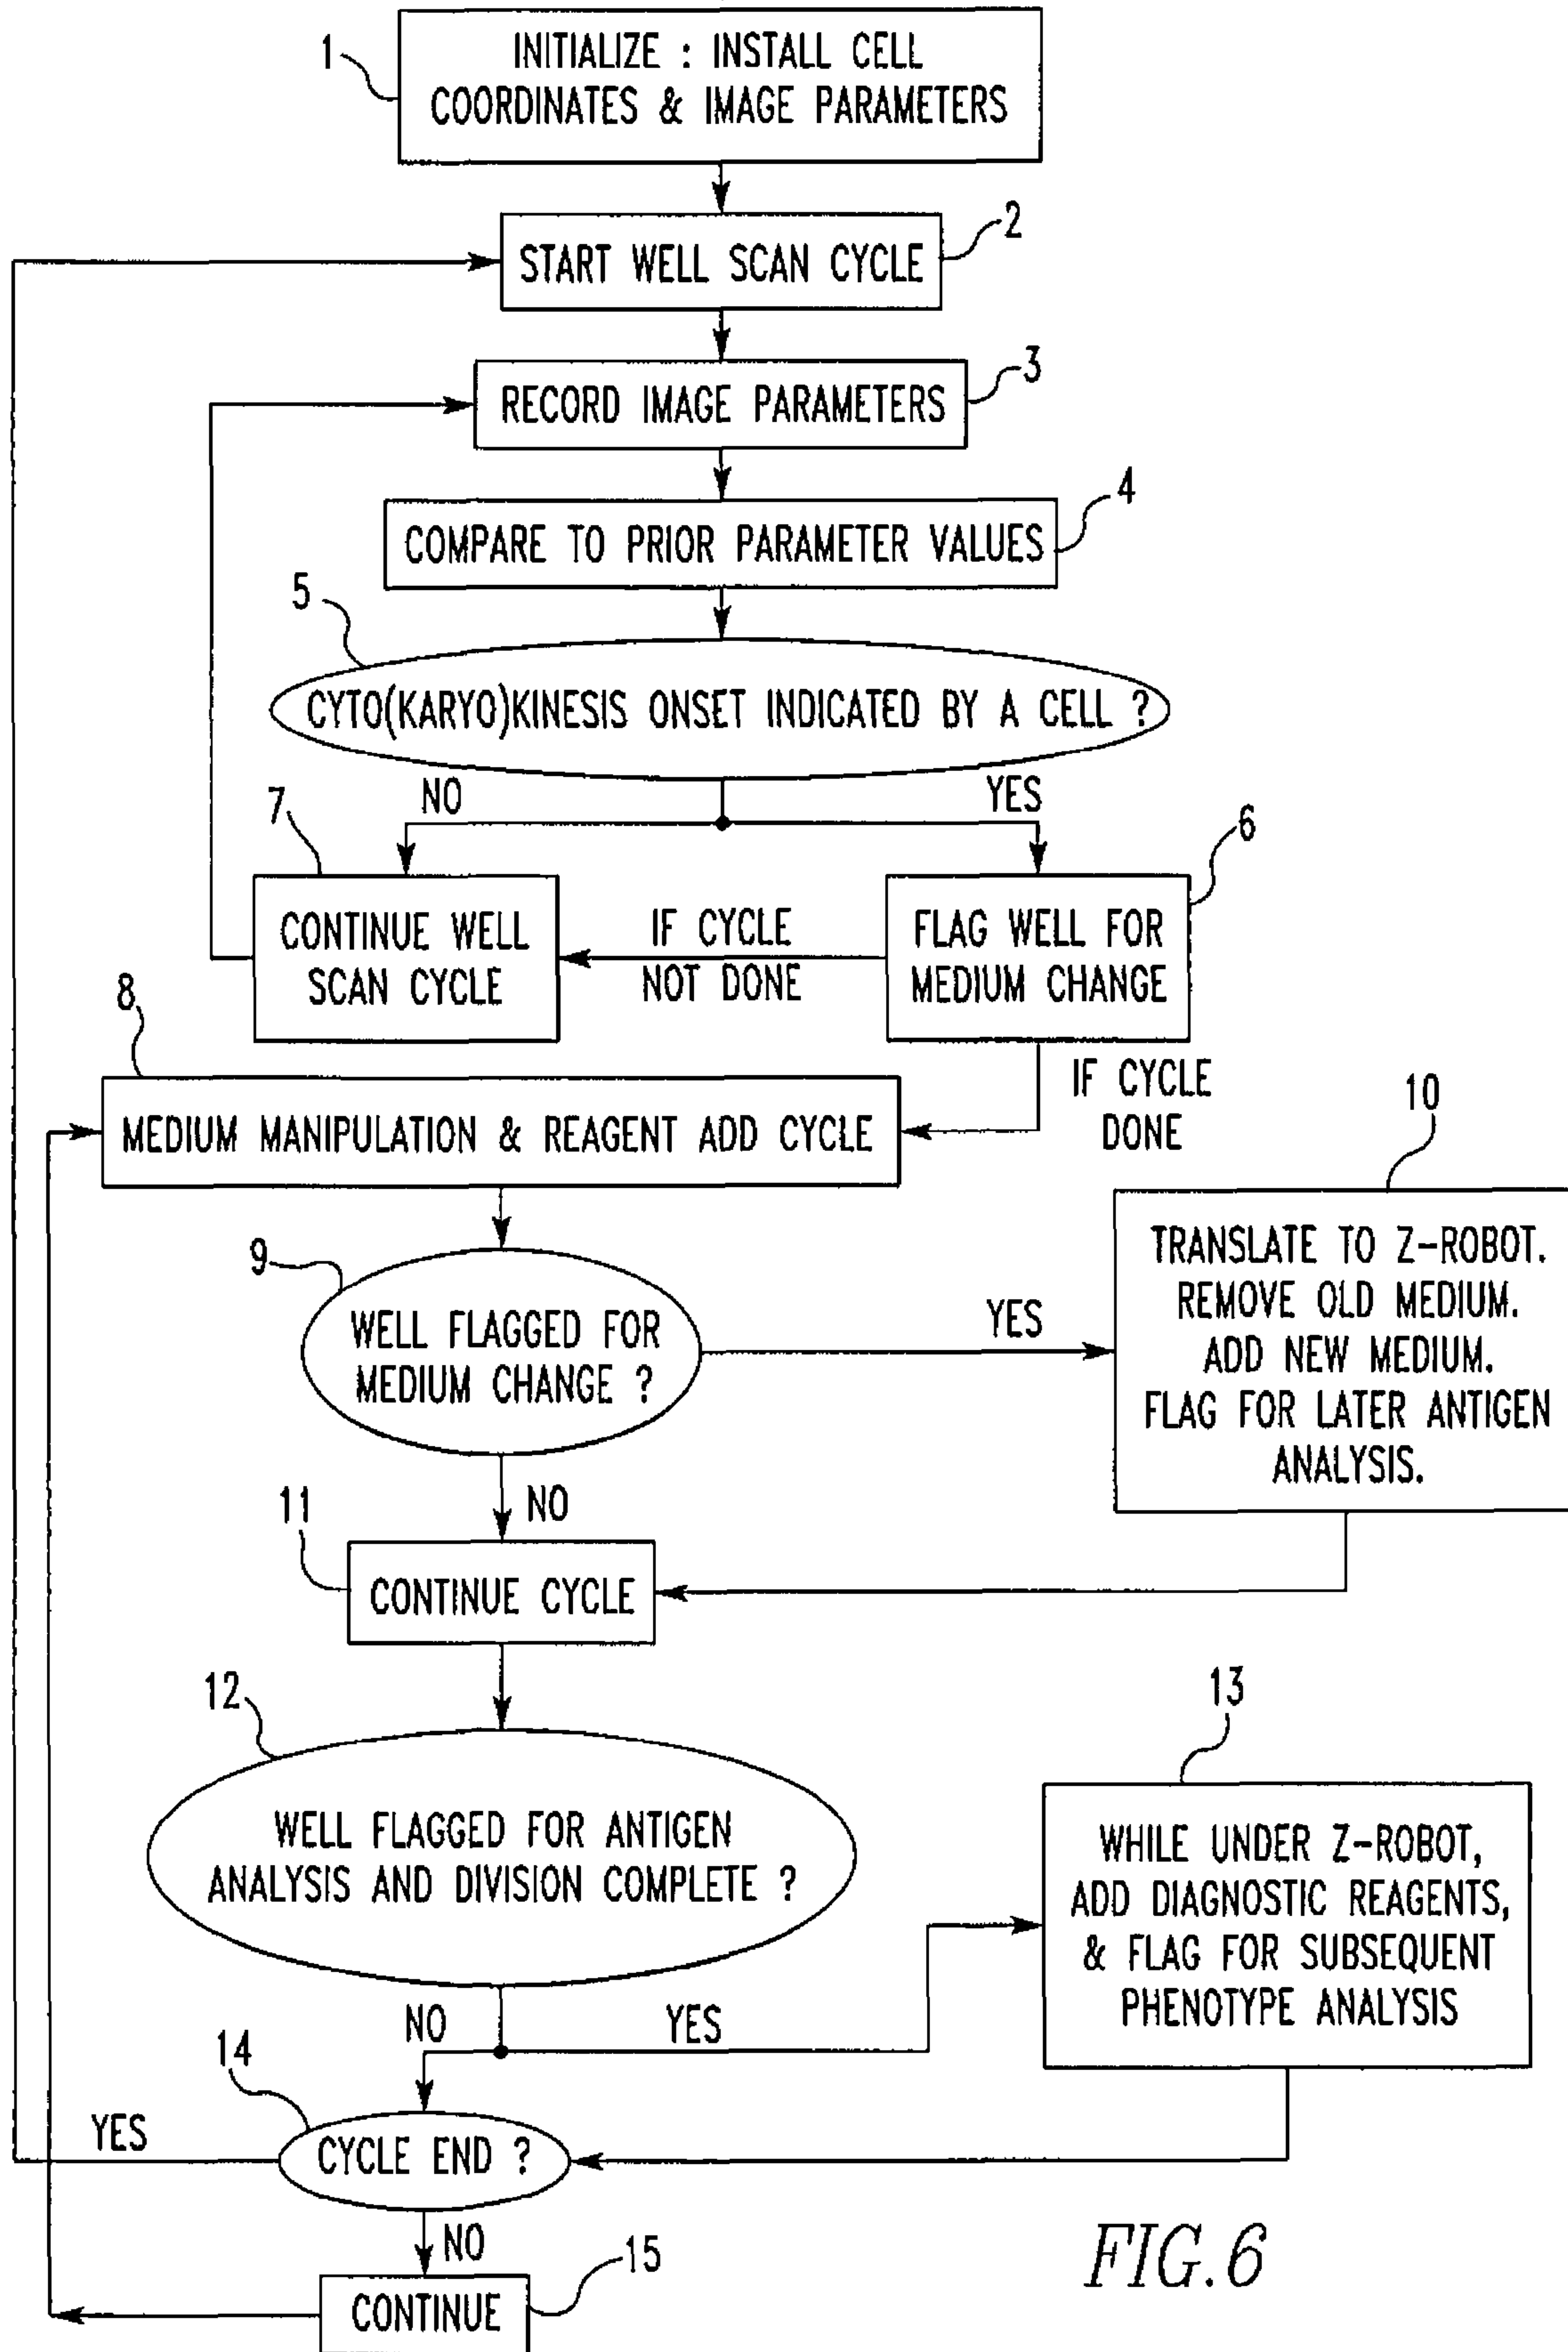 1
INITIALIZE : INSTALL CELL
COORDINATES & IMAGE PARAMETERS
2
START WELL SCAN CYCLE
3
RECORD IMAGE PARAMETERS
4
COMPARE TO PRIOR PARAMETER VALUES
5
CYTO(KARYO)KINESIS ONSET INDICATED BY A CELL ?
NO
YES
7
6
CONTINUE WELL
SCAN CYCLE
IF CYCLE
NOT DONE
FLAG WELL FOR
MEDIUM CHANGE
8
IF CYCLE
DONE
MEDIUM MANIPULATION & REAGENT ADD CYCLE
10
9
WELL FLAGGED FOR
MEDIUM CHANGE ?
YES
TRANSLATE TO Z-ROBOT.
REMOVE OLD MEDIUM.
ADD NEW MEDIUM.
FLAG FOR LATER ANTIGEN
ANALYSIS.
NO
11
CONTINUE CYCLE
12
WELL FLAGGED FOR ANTIGEN
ANALYSIS AND DIVISION COMPLETE ?
13
WHILE UNDER Z-ROBOT,
ADD DIAGNOSTIC REAGENTS,
& FLAG FOR SUBSEQUENT
PHENOTYPE ANALYSIS
NO
YES
14
YES
CYCLE END ?
NO
15
CONTINUE
FIG.6